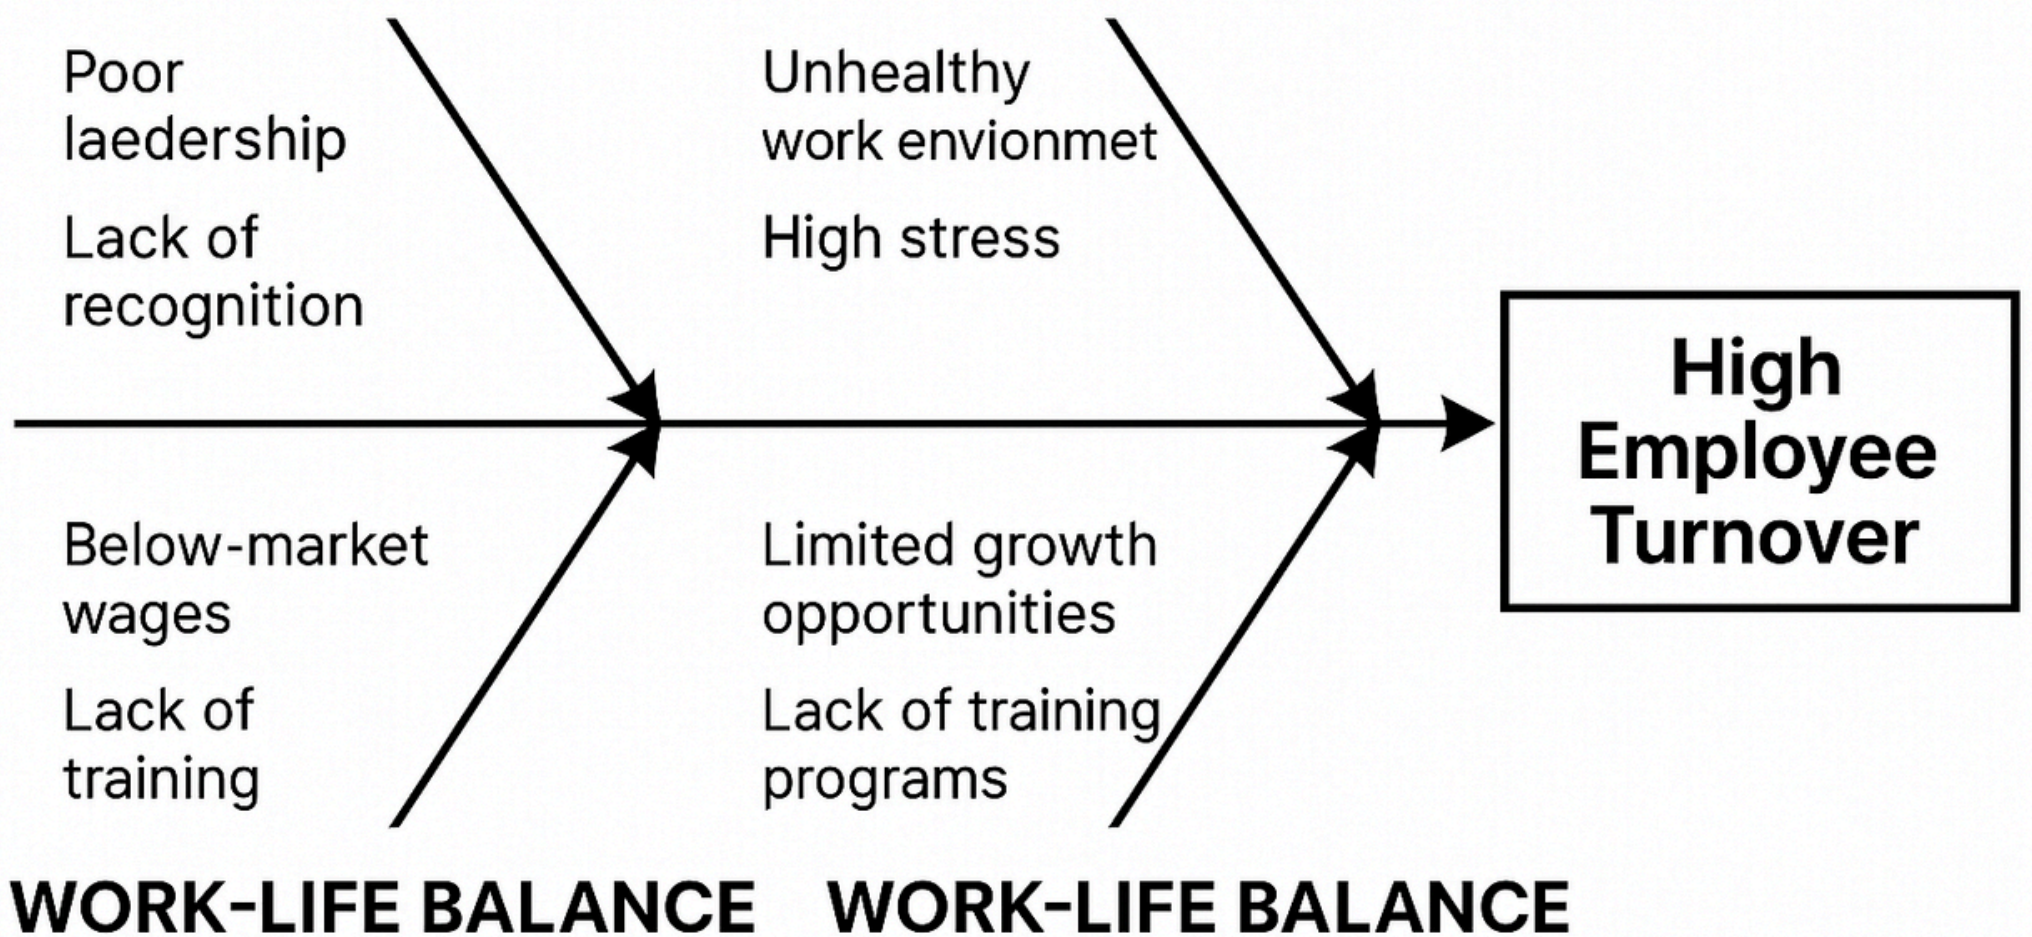 Poor
laedership
Lack of
recognition
Unhealthy
work envionmet
High stress
High
Employee
Turnover
Below-market
wages
Lack of
training
Limited growth
opportunities
Lack of training
programs
WORK-LIFE BALANCE
WORK-LIFE BALANCE